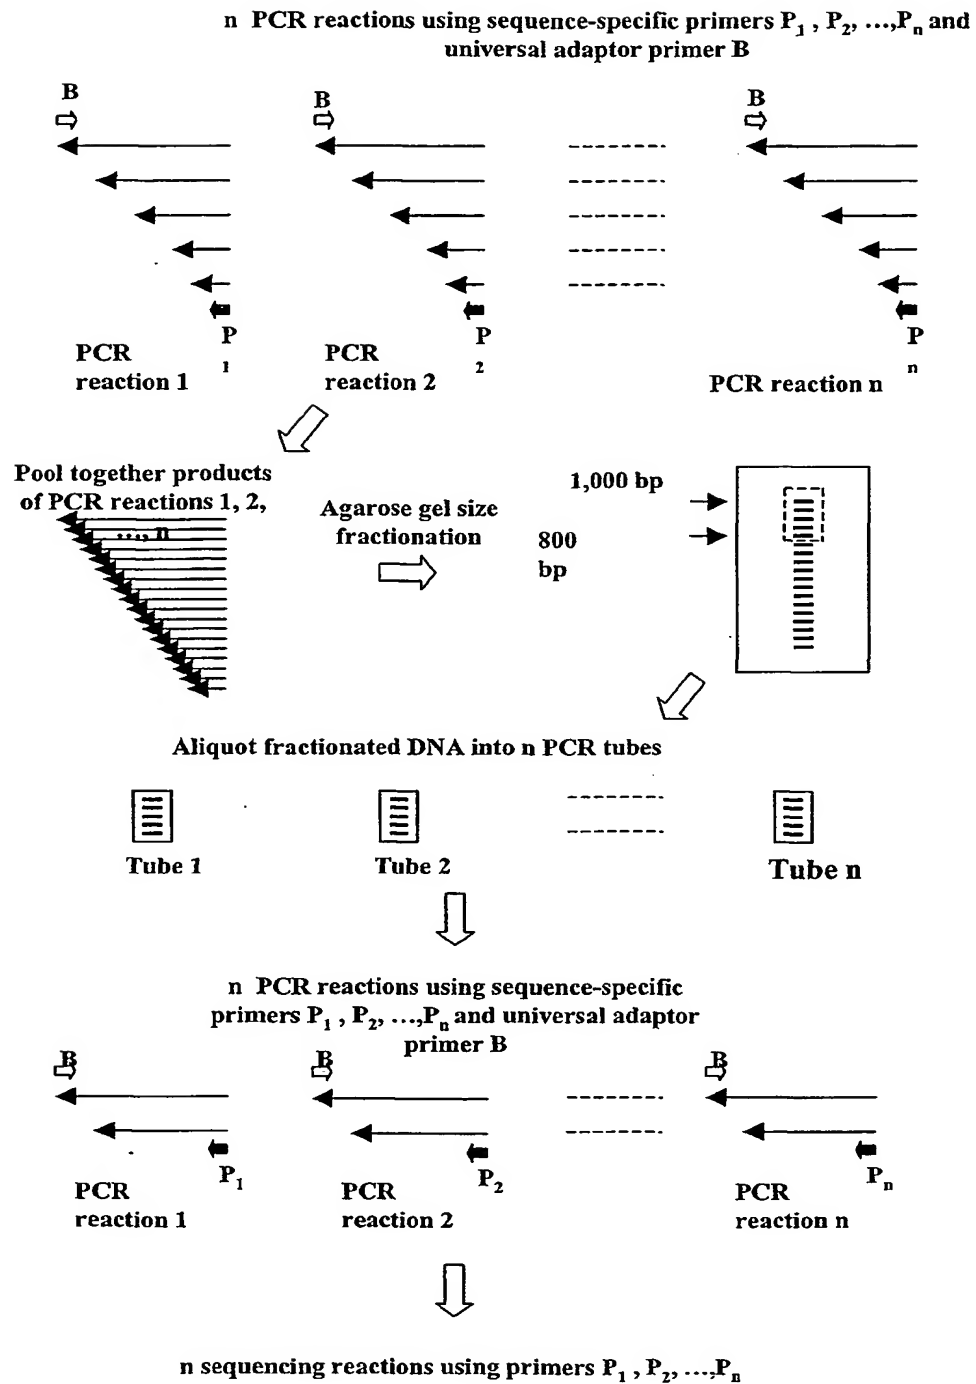 n PCR reactions using sequence-specific primers P1 , P2, …,Pn and
universal adaptor primer B
B
B
B
P
1
P
2
P
n
PCR
reaction 1
PCR
reaction 2
PCR reaction n
Pool together products
of PCR reactions 1, 2,
…, n
Agarose gel size
fractionation
1,000 bp
800
bp
Aliquot fractionated DNA into n PCR tubes
Tube 1
Tube 2
Tube n
n PCR reactions using sequence-specific
primers P1 , P2, …,Pn and universal adaptor
primer B
B
B
B
P1
P2
Pn
PCR
reaction 1
PCR
reaction 2
PCR
reaction n
n sequencing reactions using primers P1 , P2, …,Pn